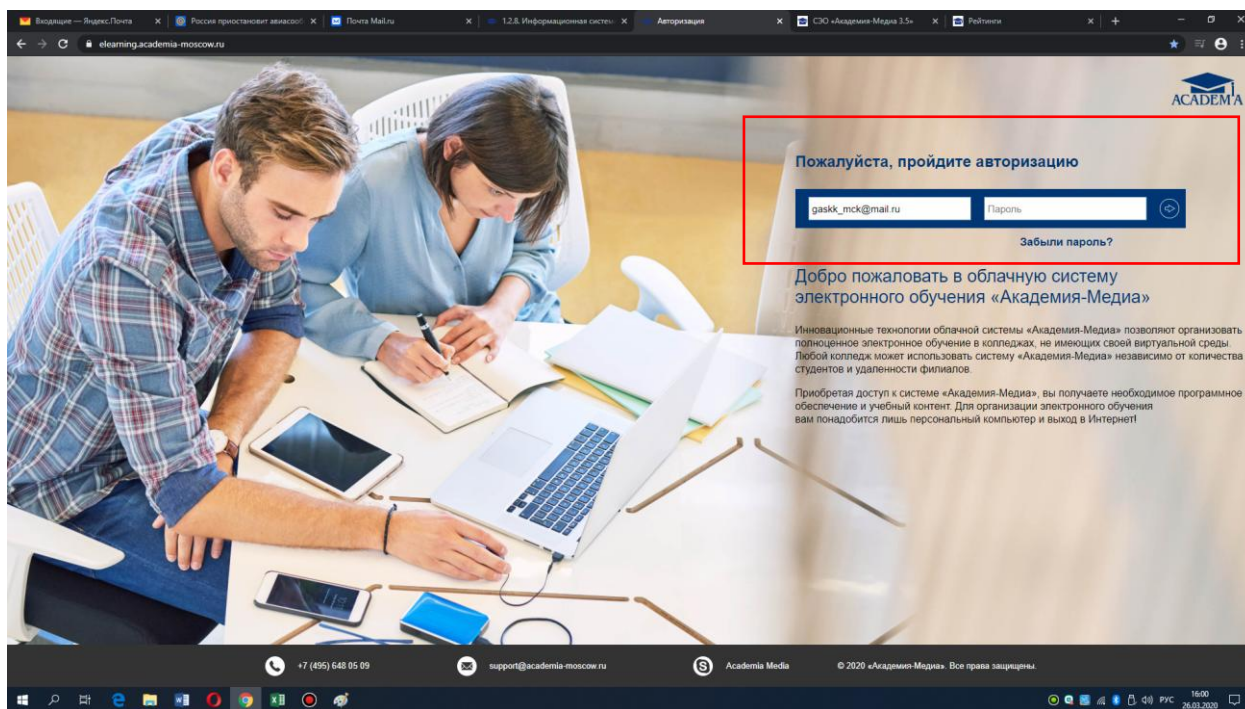 Входящие — Яндекс.Почта
Россия приостановит авиасооб
Почта Mail.ru
1.2.8. Информационная систем
Авторизация
СЭО «Академия-Медиа 3.5»
Рейтинги
elearning.academia-moscow.ru
ACADEMIA
Пожалуйста, пройдите авторизацию
gaskk_mck@mail.ru
Пароль
Забыли пароль?
Добро пожаловать в облачную систему
электронного обучения «Академия-Медиа»
Инновационные технологии облачной системы «Академия-Медиа» позволяют организовать
полноценное электронное обучение в колледжах, не имеющих своей виртуальной среды.
Любой колледж может использовать систему «Академия-Медиа» независимо от количества
студентов и удаленности филиалов.
Приобретая доступ к системе «Академия-Медиа», вы получаете необходимое программное
обеспечение и учебный контент. Для организации электронного обучения
вам понадобится лишь персональный компьютер и выход в Интернет!
+7 (495) 648 05 09
support@academia-moscow.ru
Academia Media
© 2020 «Академия-Медиа». Все права защищены.
РУС
16:00
26.03.2020